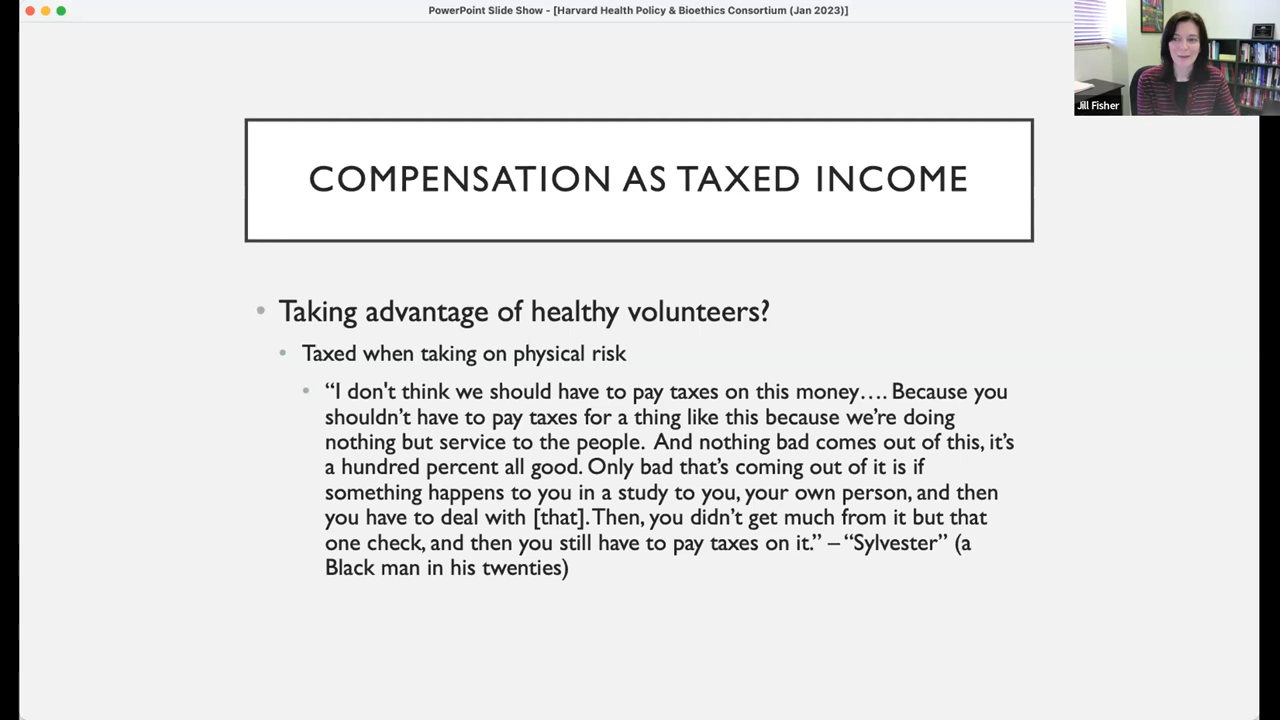 PowerPoint Slide Show - [Harvard Health Policy & Bioethics Consortium (Jan 2023)]
Jill Fisher
COMPENSATION AS TAXED INCOME
• Taking advantage of healthy volunteers?
• Taxed when taking on physical risk
• “I don't think we should have to pay taxes on this money…. Because you
shouldn’t have to pay taxes for a thing like this because we’re doing
nothing but service to the people. And nothing bad comes out of this, it’s
a hundred percent all good. Only bad that’s coming out of it is if
something happens to you in a study to you, your own person, and then
you have to deal with [that]. Then, you didn’t get much from it but that
one check, and then you still have to pay taxes on it.” – “Sylvester” (a
Black man in his twenties)